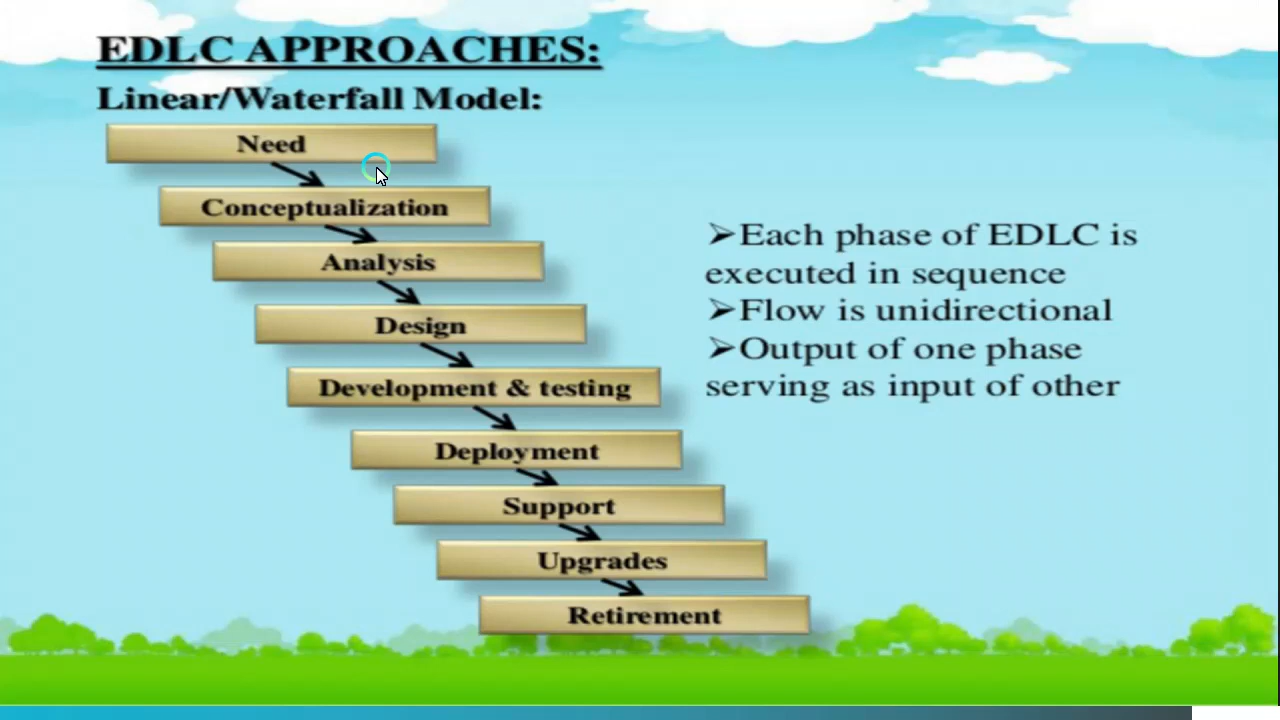 EDLC APPROACHES:
Linear/Waterfall Model:
Need
Conceptualization
Analysis
Design
Development & testing
Deployment
Support
Upgrades
Retirement
➢Each phase of EDLC is
executed in sequence
➢Flow is unidirectional
➢Output of one phase
serving as input of other